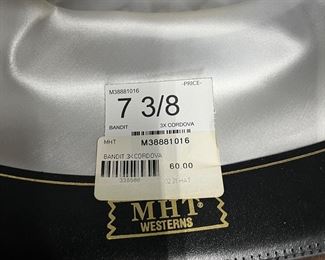 M38881016 -PRICE-
7 3/8
BANDIT 3X CORDOVA
MHT M38881016
BANDIT 3X CORDOVA
60.00
MHT
WESTERNS